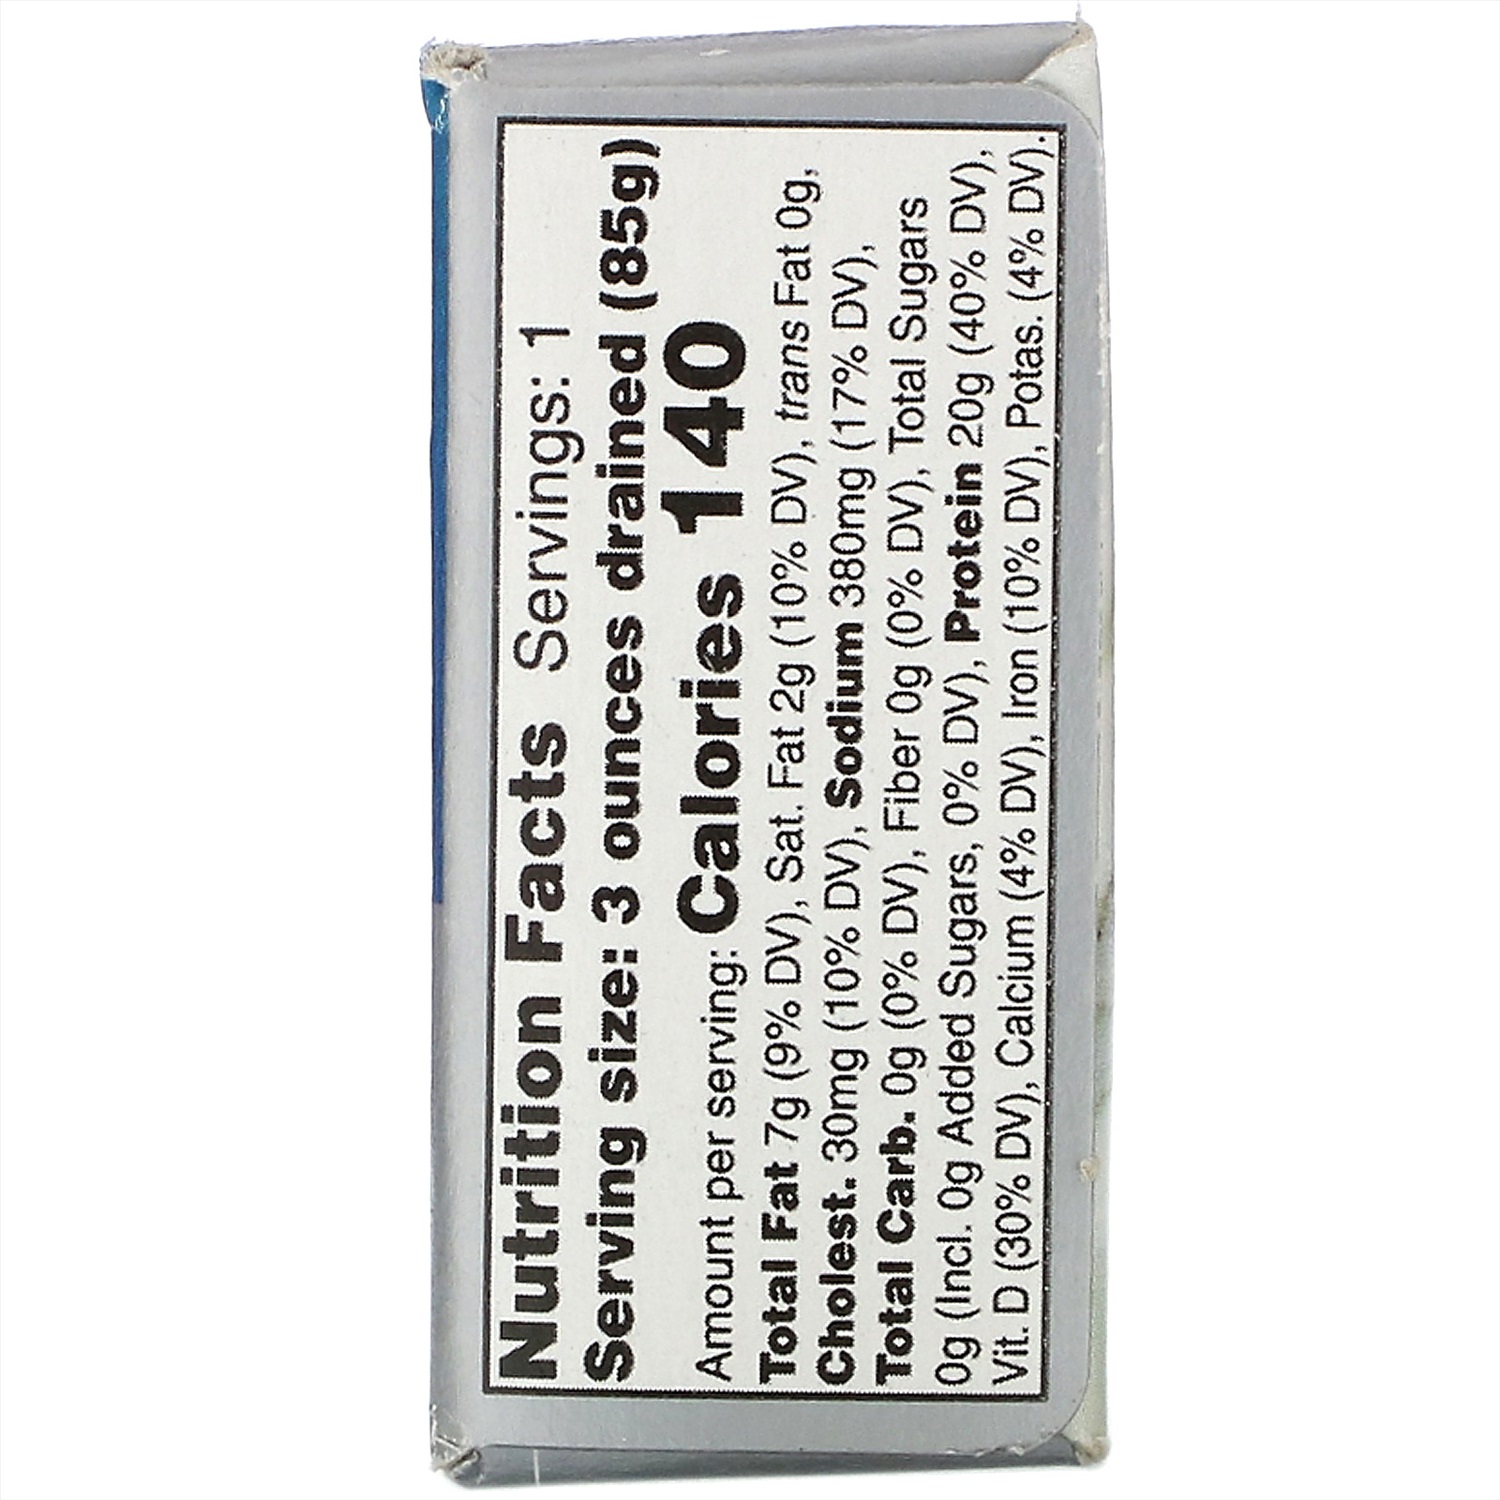 Nutrition Facts Servings: 1
Serving size: 3 ounces drained (85g)
Amount per serving: Calories 140
Total Fat 7g (9% DV), Sat. Fat 2g (10% DV), trans Fat 0g,
Cholest. 30mg (10% DV), Sodium 380mg (17% DV),
Total Carb. 0g (0% DV), Fiber 0g (0% DV), Total Sugars
0g (Incl. 0g Added Sugars, 0% DV), Protein 20g (40% DV),
Vit. D (30% DV), Calcium (4% DV), Iron (10% DV), Potas. (4% DV).